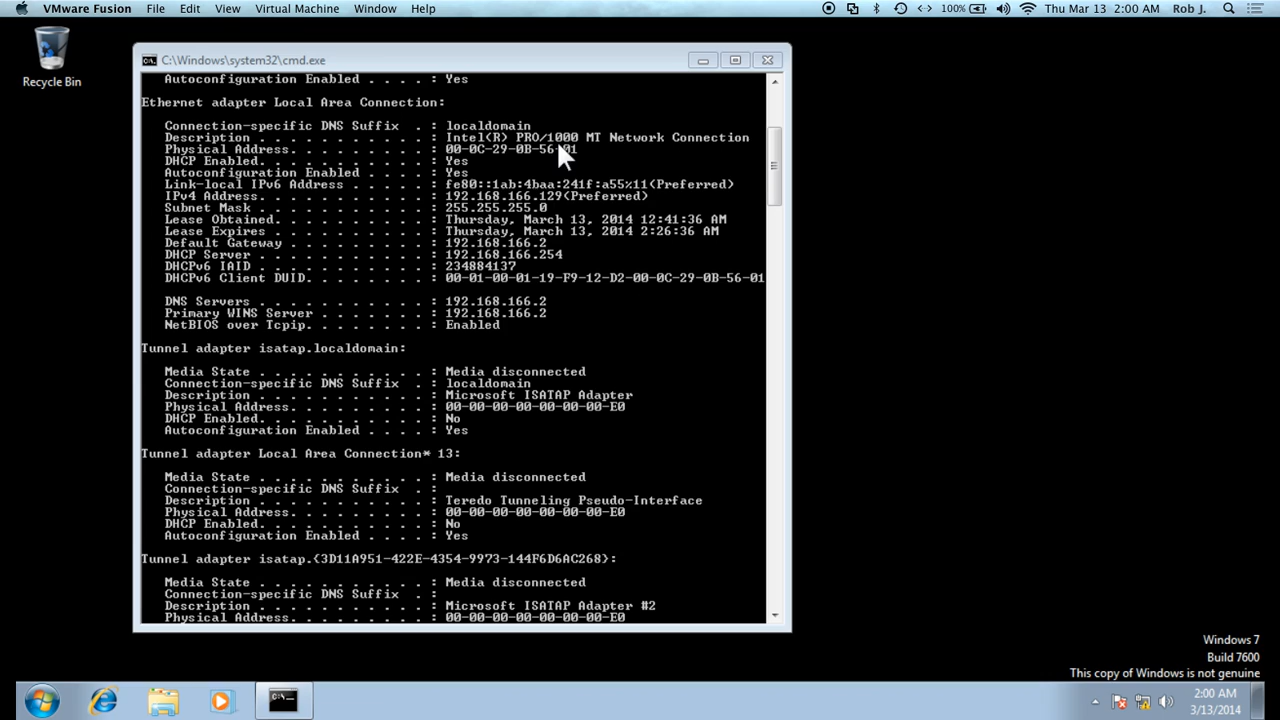 VMware Fusion File Edit View Virtual Machine Window Help 100% Thu Mar 13 2:00 AM Rob J.
Recycle Bin
C:\Windows\system32\cmd.exe
Autoconfiguration Enabled . . . . : Yes
Ethernet adapter Local Area Connection:
Connection-specific DNS Suffix . : localdomain
Description . . . . . . . . . . . : Intel(R) PRO/1000 MT Network Connection
Physical Address. . . . . . . . . : 00-0C-29-0B-56-01
DHCP Enabled. . . . . . . . . . . : Yes
Autoconfiguration Enabled . . . . : Yes
Link-local IPv6 Address . . . . . : fe80::1ab:4baa:241f:a55%11(Preferred)
IPv4 Address. . . . . . . . . . . : 192.168.166.129(Preferred)
Subnet Mask . . . . . . . . . . . : 255.255.255.0
Lease Obtained. . . . . . . . . . : Thursday, March 13, 2014 12:41:36 AM
Lease Expires . . . . . . . . . . : Thursday, March 13, 2014 2:26:36 AM
Default Gateway . . . . . . . . . : 192.168.166.2
DHCP Server . . . . . . . . . . . : 192.168.166.254
DHCPv6 IAID . . . . . . . . . . . : 234884137
DHCPv6 Client DUID. . . . . . . . : 00-01-00-01-19-F9-12-D2-00-0C-29-0B-56-01
DNS Servers . . . . . . . . . . . : 192.168.166.2
Primary WINS Server . . . . . . . : 192.168.166.2
NetBIOS over Tcpip. . . . . . . . : Enabled
Tunnel adapter isatap.localdomain:
Media State . . . . . . . . . . . : Media disconnected
Connection-specific DNS Suffix . : localdomain
Description . . . . . . . . . . . : Microsoft ISATAP Adapter
Physical Address. . . . . . . . . : 00-00-00-00-00-00-00-E0
DHCP Enabled. . . . . . . . . . . : No
Autoconfiguration Enabled . . . . : Yes
Tunnel adapter Local Area Connection* 13:
Media State . . . . . . . . . . . : Media disconnected
Connection-specific DNS Suffix . :
Description . . . . . . . . . . . : Teredo Tunneling Pseudo-Interface
Physical Address. . . . . . . . . : 00-00-00-00-00-00-00-E0
DHCP Enabled. . . . . . . . . . . : No
Autoconfiguration Enabled . . . . : Yes
Tunnel adapter isatap.{3D11A951-422E-4354-9973-144F6D6AC268}:
Media State . . . . . . . . . . . : Media disconnected
Connection-specific DNS Suffix . :
Description . . . . . . . . . . . : Microsoft ISATAP Adapter #2
Physical Address. . . . . . . . . : 00-00-00-00-00-00-00-E0
Windows 7
Build 7600
This copy of Windows is not genuine
2:00 AM
3/13/2014